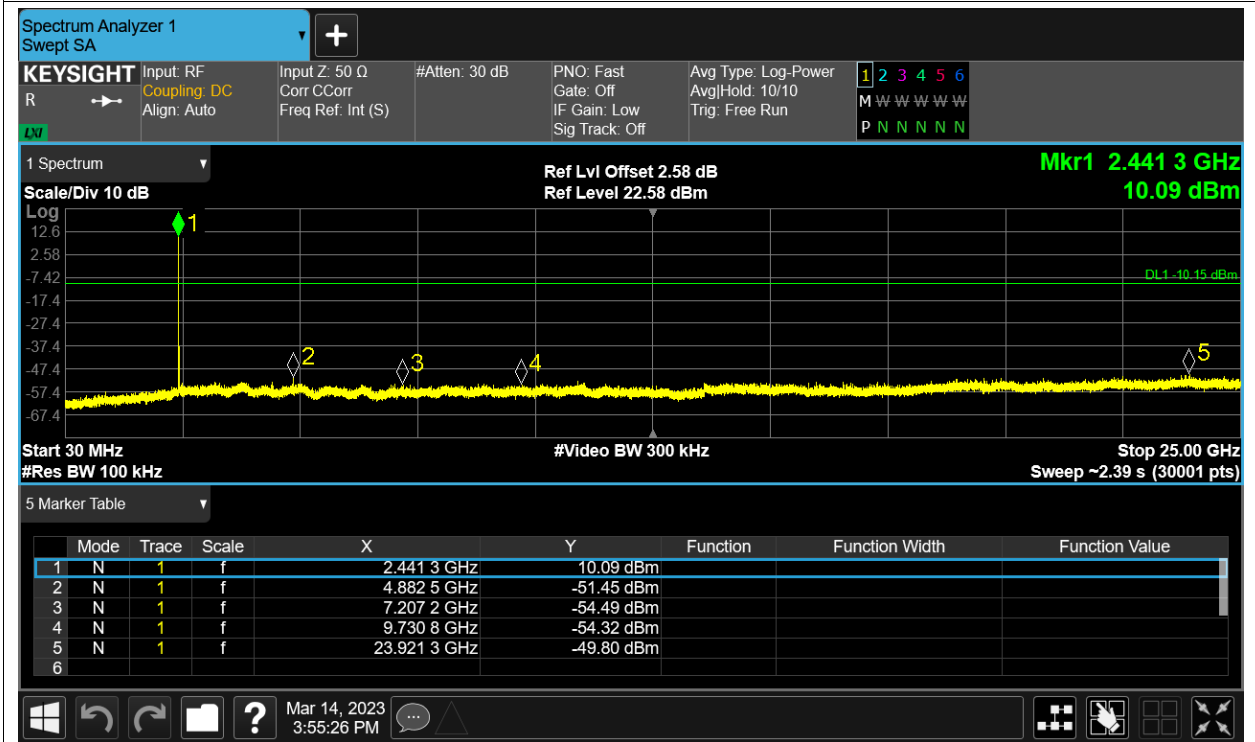 Spectrum Analyzer 1
Swept SA
KEYSIGHT
R
LXI
Input: RF
Coupling: DC
Align: Auto
Input Z: 50 Ω
Corr CCorr
Freq Ref: Int (S)
#Atten: 30 dB
PNO: Fast
Gate: Off
IF Gain: Low
Sig Track: Off
Avg Type: Log-Power
Avg|Hold: 10/10
Trig: Free Run
1 2 3 4 5 6
M W W W W W
P N N N N N
1 Spectrum
Scale/Div 10 dB
Ref Lvl Offset 2.58 dB
Ref Level 22.58 dBm
Mkr1 2.441 3 GHz
10.09 dBm
Log
12.6
2.58
-7.42
-17.4
-27.4
-37.4
-47.4
-57.4
-67.4
1
2
3
4
5
DL1 -10.15 dBm
Start 30 MHz
#Res BW 100 kHz
#Video BW 300 kHz
Stop 25.00 GHz
Sweep ~2.39 s (30001 pts)
5 Marker Table
Mode Trace Scale X Y Function Function Width Function Value
1 N 1 f 2.441 3 GHz 10.09 dBm
2 N 1 f 4.882 5 GHz -51.45 dBm
3 N 1 f 7.207 2 GHz -54.49 dBm
4 N 1 f 9.730 8 GHz -54.32 dBm
5 N 1 f 23.921 3 GHz -49.80 dBm
6
?
Mar 14, 2023
3:55:26 PM